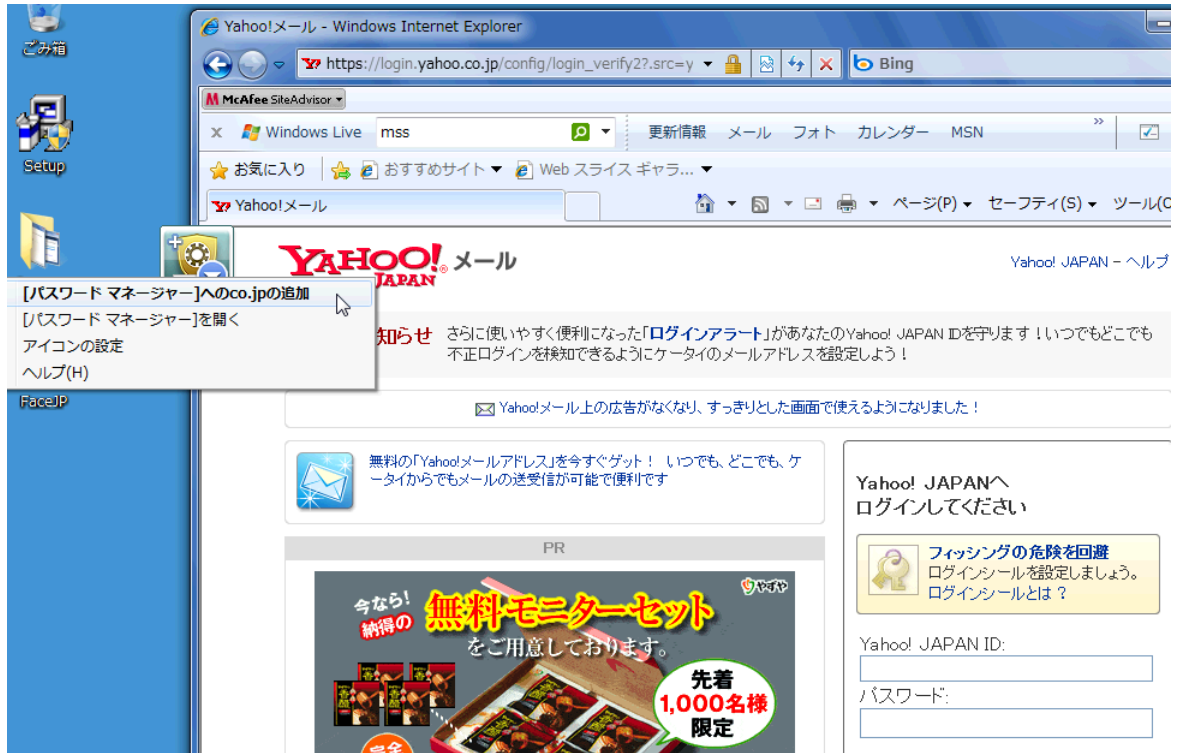 ごみ箱
Setup
FaceJP
Yahoo!メール - Windows Internet Explorer
https://login.yahoo.co.jp/config/login_verify2?.src=y
Bing
McAfee SiteAdvisor
x Windows Live mss 更新情報 メール フォト カレンダー MSN »
お気に入り おすすめサイト Web スライス ギャラ...
Yahoo!メール ページ(P) セーフティ(S) ツール(O
[パスワード マネージャー]へのco.jpの追加
[パスワード マネージャー]を開く
アイコンの設定
ヘルプ(H)
YAHOO! JAPAN メール
Yahoo! JAPAN - ヘルプ
知らせ さらに使いやすく便利になった「ログインアラート」があなたのYahoo! JAPAN IDを守ります！いつでもどこでも
不正ログインを検知できるようにケータイのメールアドレスを設定しよう！
Yahoo!メール上の広告がなくなり、すっきりとした画面で使えるようになりました！
無料の「Yahoo!メールアドレス」を今すぐゲット！ いつでも、どこでも、ケ
ータイからでもメールの送受信が可能で便利です
PR
やずや
今なら!
納得の
無料モニターセット
をご用意しております。
先着
1,000名様
限定
完全
Yahoo! JAPANへ
ログインしてください
フィッシングの危険を回避
ログインシールを設定しましょう。
ログインシールとは？
Yahoo! JAPAN ID:
パスワード: